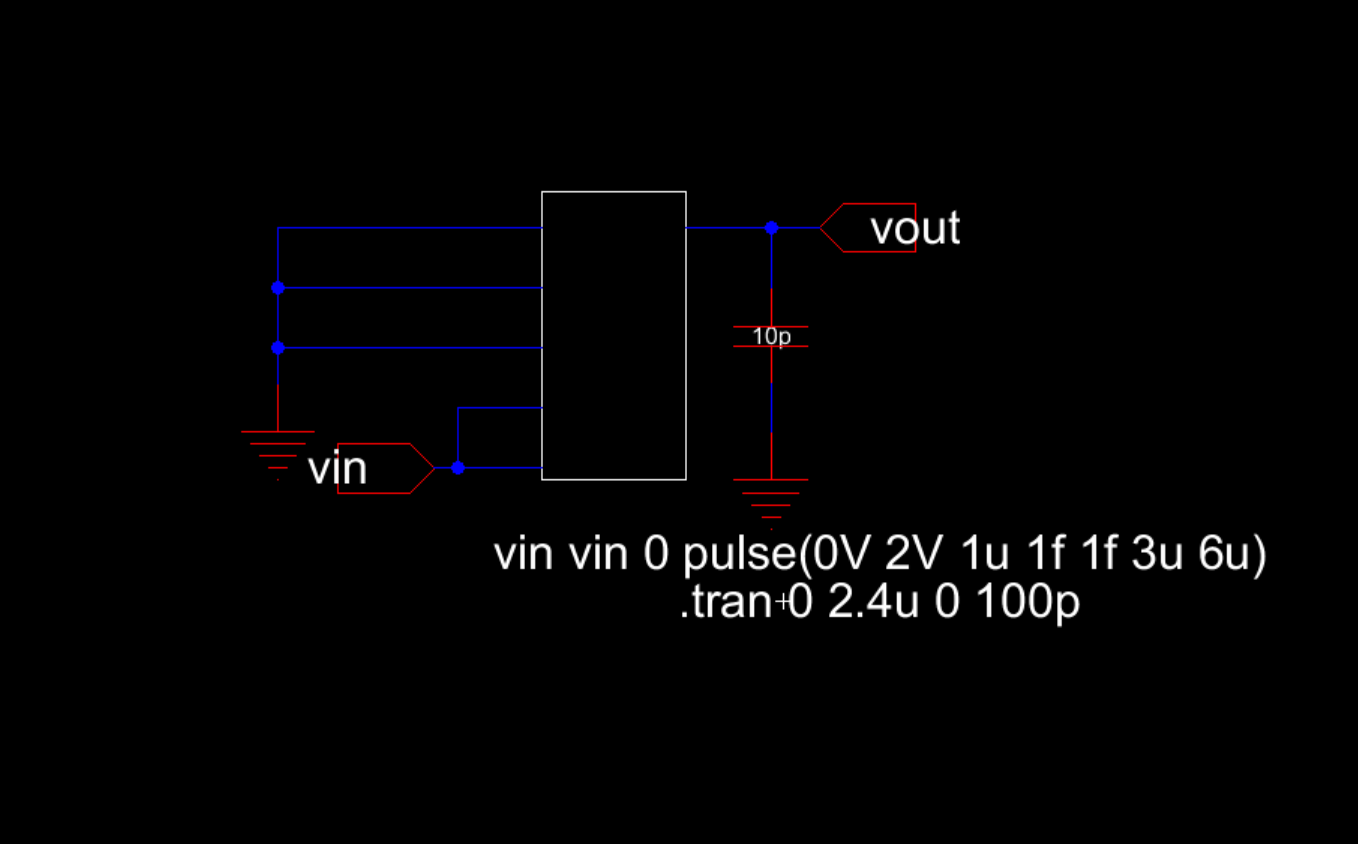 vout
10p
vin
vin vin 0 pulse(0V 2V 1u 1f 1f 3u 6u)
.tran 0 2.4u 0 100p